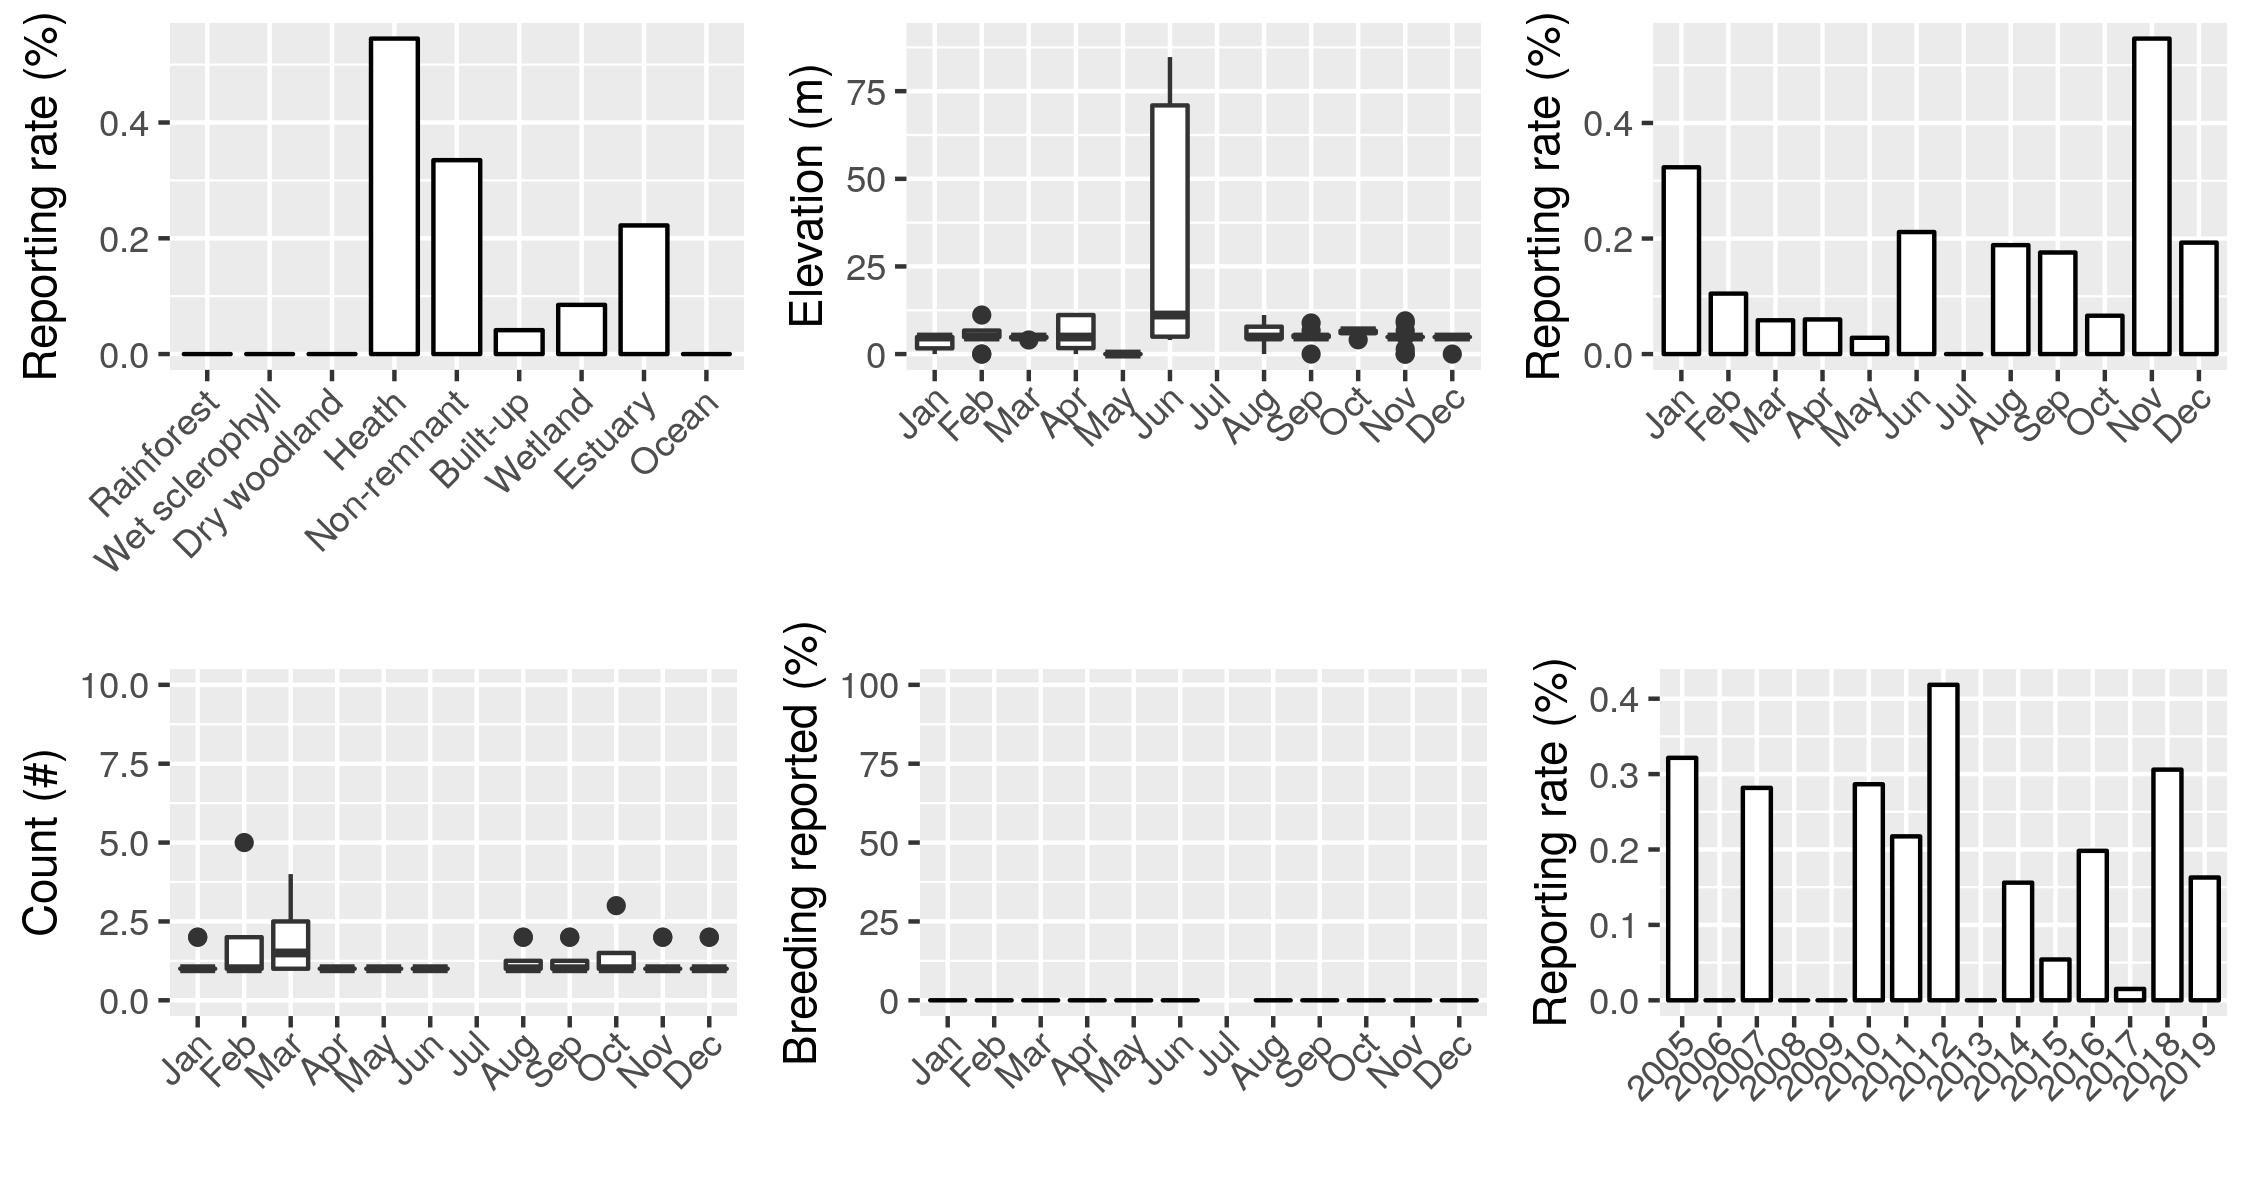 Reporting rate (%)
0.4
0.2
0.0
Rainforest
Wet sclerophyll
Dry woodland
Heath
Non-remnant
Built-up
Wetland
Estuary
Ocean
Elevation (m)
75
50
25
0
Jan
Feb
Mar
Apr
May
Jun
Jul
Aug
Sep
Oct
Nov
Dec
Reporting rate (%)
0.4
0.2
0.0
Jan
Feb
Mar
Apr
May
Jun
Jul
Aug
Sep
Oct
Nov
Dec
Count (#)
10.0
7.5
5.0
2.5
0.0
Jan
Feb
Mar
Apr
May
Jun
Jul
Aug
Sep
Oct
Nov
Dec
Breeding reported (%)
100
75
50
25
0
Jan
Feb
Mar
Apr
May
Jun
Jul
Aug
Sep
Oct
Nov
Dec
Reporting rate (%)
0.4
0.3
0.2
0.1
0.0
2005
2006
2007
2008
2009
2010
2011
2012
2013
2014
2015
2016
2017
2018
2019